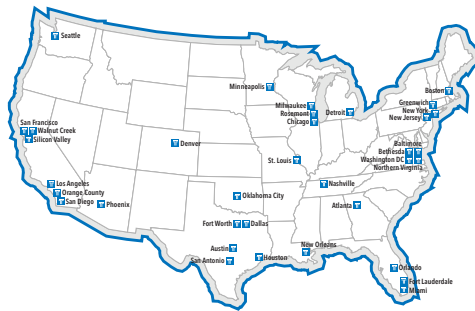 Seattle
Minneapolis
Boston
Milwaukee
Rosemont
Chicago
Detroit
Greenwich
New York
New Jersey
San Francisco
Walnut Creek
Silicon Valley
Denver
St. Louis
Baltimore
Bethesda
Washington DC
Northern Virginia
Los Angeles
Orange County
San Diego
Phoenix
Oklahoma City
Nashville
Atlanta
Fort Worth
Dallas
Austin
San Antonio
Houston
New Orleans
Orlando
Fort Lauderdale
Miami